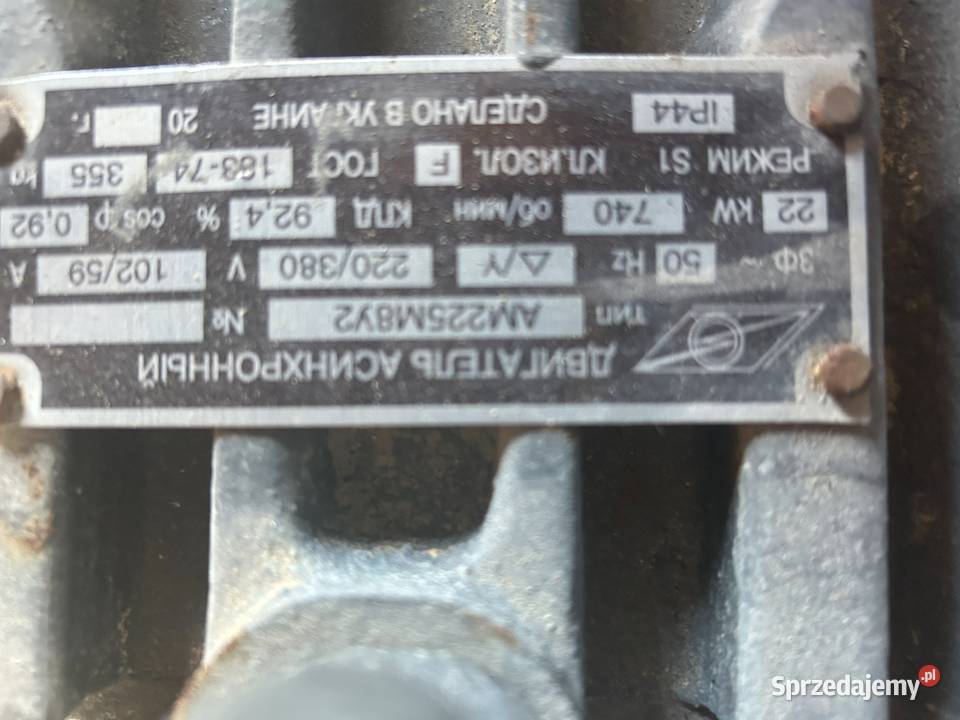 ДВИГАТЕЛЬ АСИНХРОННЫЙ
ТИП АМ225М8У2 №
3Ф ~ 50 Hz Δ/Y 220/380 V 102/59 A
22 kW 740 об/мин КПД 92,4 % cos φ 0,92
РЕЖИМ S1 КЛ.ИЗОЛ. F ГОСТ 183-74 355 kg
IP44 СДЕЛАНО В УКРАИНЕ 20 г.
Sprzedajemy.pl